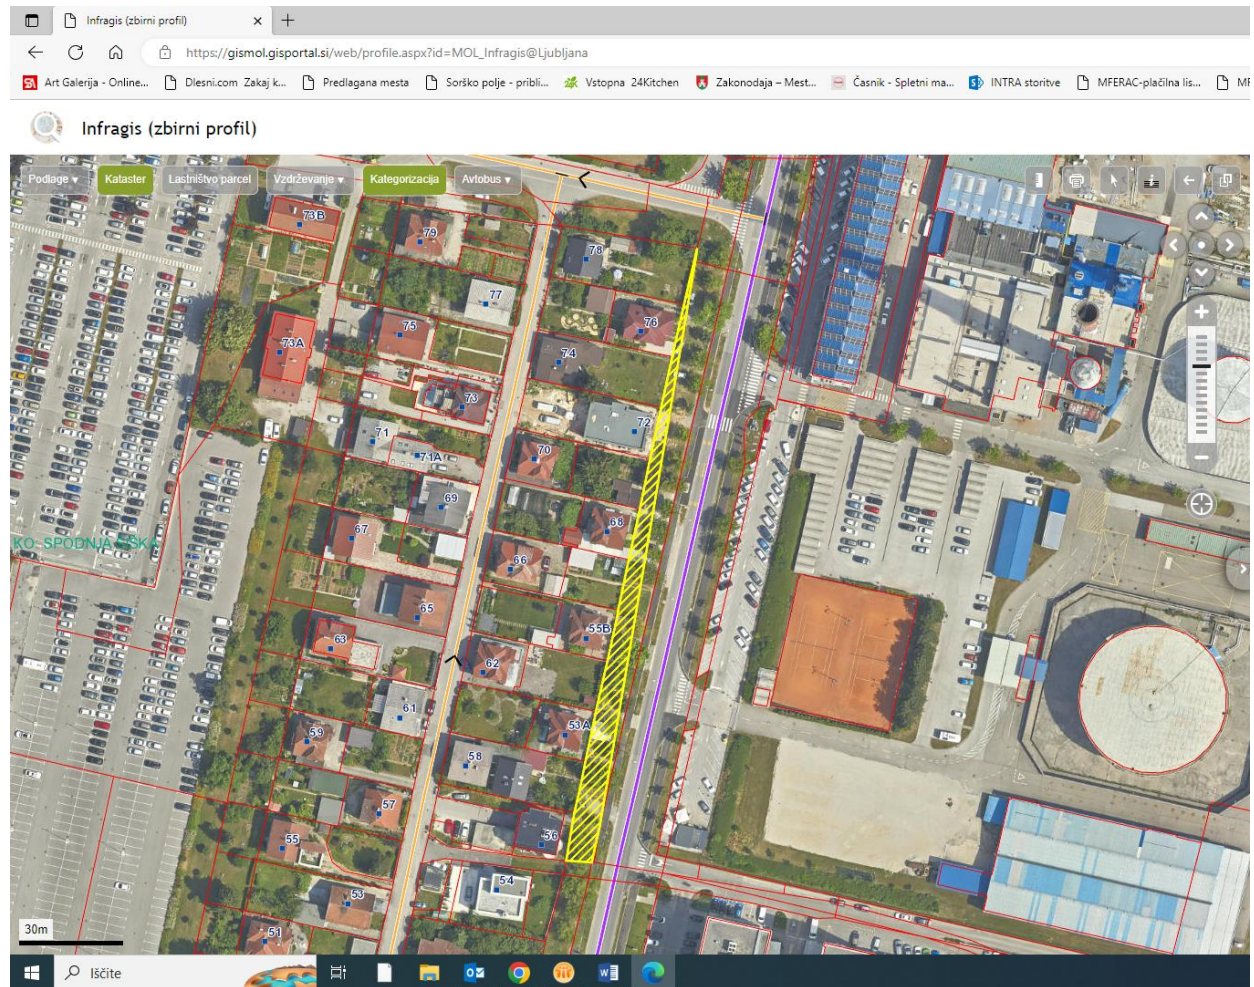 Infragis (zbirni profil)
https://gismol.gisportal.si/web/profile.aspx?id=MOL_Infragis@Ljubljana
Art Galerija - Online... Dlesni.com Zakaj k... Predlagana mesta Sorško polje - pribli... Vstopna 24Kitchen Zakonodaja – Mest... Časnik - Spletni ma... INTRA storitve MFERAC-plačilna lis... MF
Infragis (zbirni profil)
Podlage Kataster Lastništvo parcel Vzdrževanje Kategorizacija Avtobus
73B
79
78
77
76
75
73A
74
73
72
71
71A
70
69
68
67
KO SPODNJA ŠIŠKA
66
65
55B
63
62
61
53A
59
58
57
56
55
54
53
51
30m
Iščite